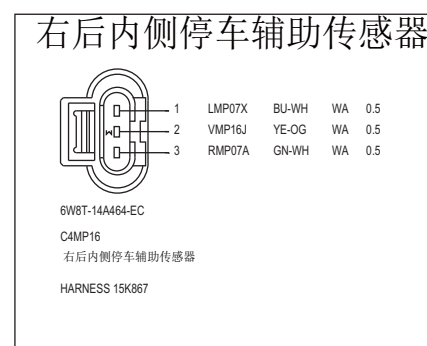 右后内侧停车辅助传感器
1 LMP07X BU-WH WA 0.5
2 VMP16J YE-OG WA 0.5
3 RMP07A GN-WH WA 0.5
6W8T-14A464-EC
C4MP16
右后内侧停车辅助传感器
HARNESS 15K867